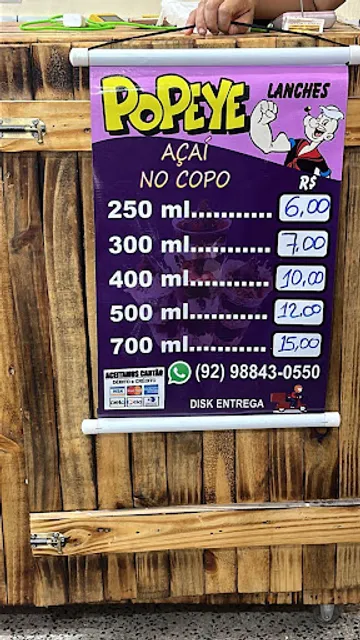 POPEYE LANCHES
AÇAÍ
NO COPO
R$
250 ml............ 6,00
300 ml............ 7,00
400 ml............ 10,00
500 ml............ 12,00
700 ml............ 15,00
ACEITAMOS CARTÃO
DÉBITO e CRÉDITO
VISA
(92) 98843-0550
DISK ENTREGA